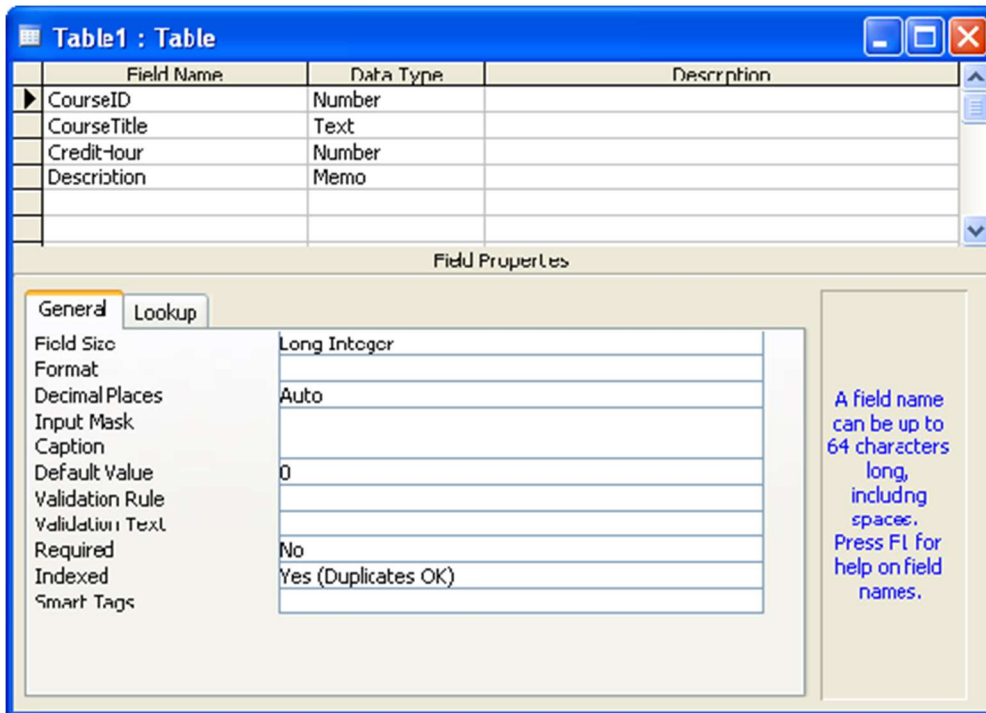 Table1 : Table
Field Name Data Type Description
CourseID Number
CourseTitle Text
CreditHour Number
Description Memo
Field Properties
General Lookup
Field Size Long Integer
Format
Decimal Places Auto
Input Mask
Caption
Default Value 0
Validation Rule
Validation Text
Required No
Indexed Yes (Duplicates OK)
Smart Tags
A field name
can be up to
64 characters
long,
including
spaces.
Press F1 for
help on field
names.